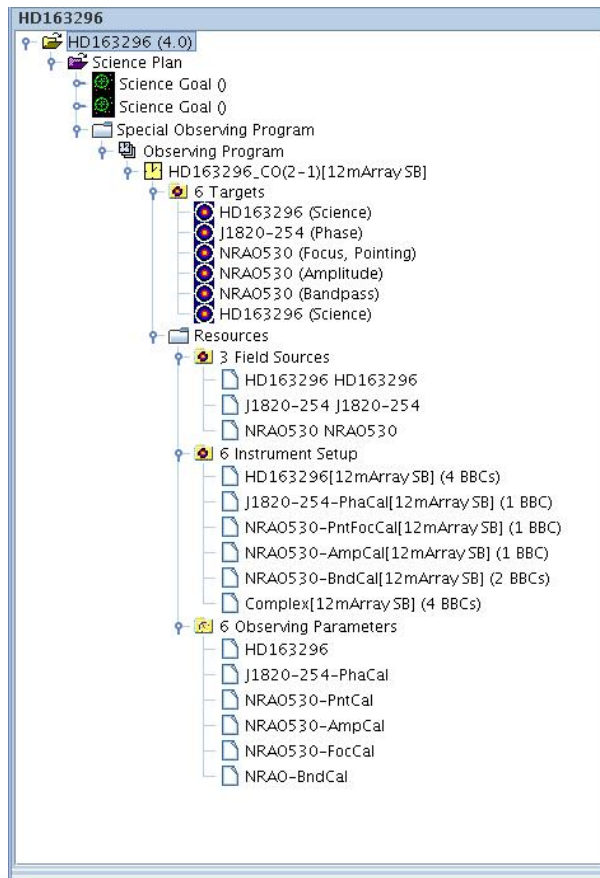 HD163296
HD163296 (4.0)
Science Plan
Science Goal ()
Science Goal ()
Special Observing Program
Observing Program
HD163296_CO(2-1)[12mArray SB]
6 Targets
HD163296 (Science)
J1820-254 (Phase)
NRAO530 (Focus, Pointing)
NRAO530 (Amplitude)
NRAO530 (Bandpass)
HD163296 (Science)
Resources
3 Field Sources
HD163296 HD163296
J1820-254 J1820-254
NRAO530 NRAO530
6 Instrument Setup
HD163296[12mArray SB] (4 BBCs)
J1820-254-PhaCal[12mArray SB] (1 BBC)
NRAO530-PntFocCal[12mArray SB] (1 BBC)
NRAO530-AmpCal[12mArray SB] (1 BBC)
NRAO530-BndCal[12mArray SB] (2 BBCs)
Complex[12mArray SB] (4 BBCs)
6 Observing Parameters
HD163296
J1820-254-PhaCal
NRAO530-PntCal
NRAO530-AmpCal
NRAO530-FocCal
NRAO-BndCal